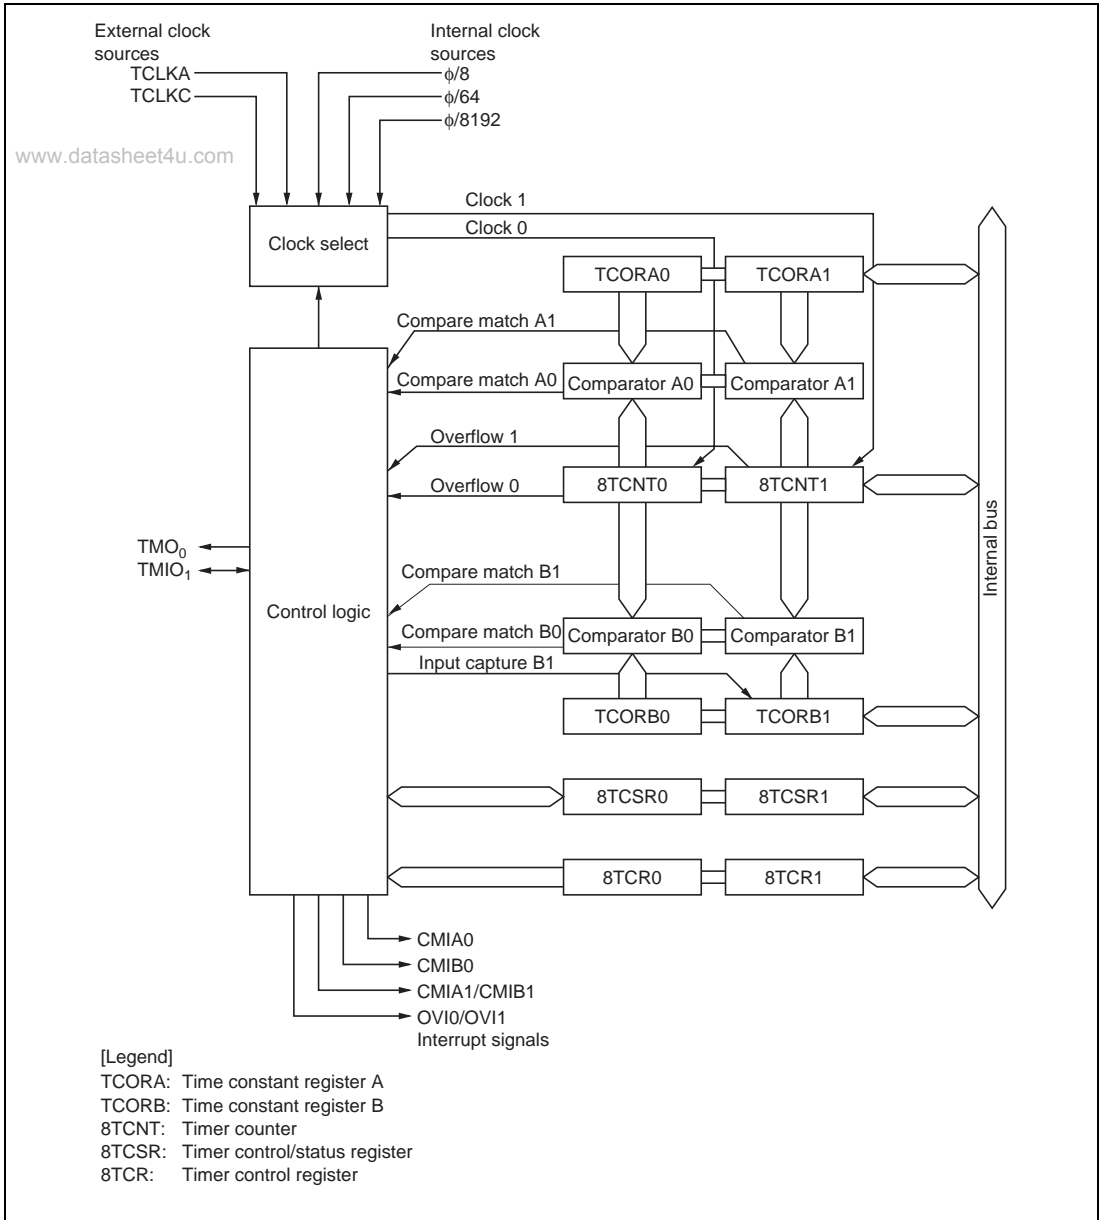 External clock
sources
TCLKA
TCLKC
Internal clock
sources
ϕ/8
ϕ/64
ϕ/8192
www.datasheet4u.com
Clock select
Clock 1
Clock 0
TCORA0
TCORA1
Compare match A1
Compare match A0
Comparator A0
Comparator A1
Overflow 1
Overflow 0
8TCNT0
8TCNT1
Internal bus
TMO0
TMIO1
Control logic
Compare match B1
Compare match B0
Comparator B0
Comparator B1
Input capture B1
TCORB0
TCORB1
8TCSR0
8TCSR1
8TCR0
8TCR1
CMIA0
CMIB0
CMIA1/CMIB1
OVI0/OVI1
Interrupt signals
[Legend]
TCORA: Time constant register A
TCORB: Time constant register B
8TCNT: Timer counter
8TCSR: Timer control/status register
8TCR: Timer control register